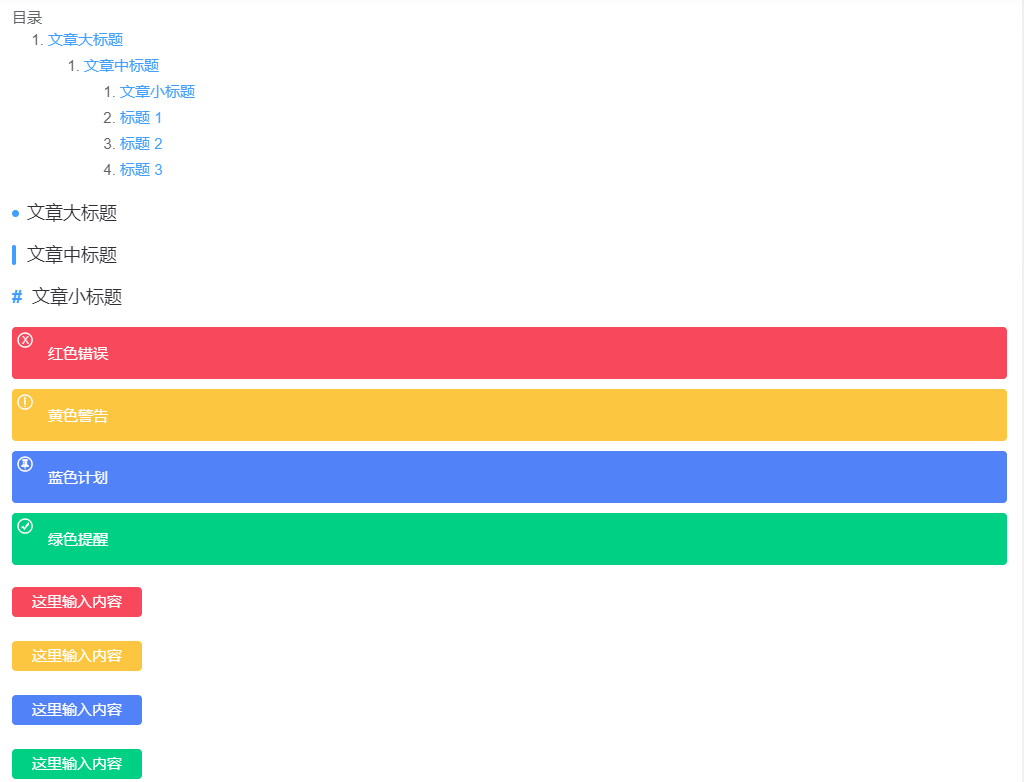 目录
1. 文章大标题
1. 文章中标题
1. 文章小标题
2. 标题 1
3. 标题 2
4. 标题 3
文章大标题
文章中标题
# 文章小标题
红色错误
黄色警告
蓝色计划
绿色提醒
这里输入内容
这里输入内容
这里输入内容
这里输入内容